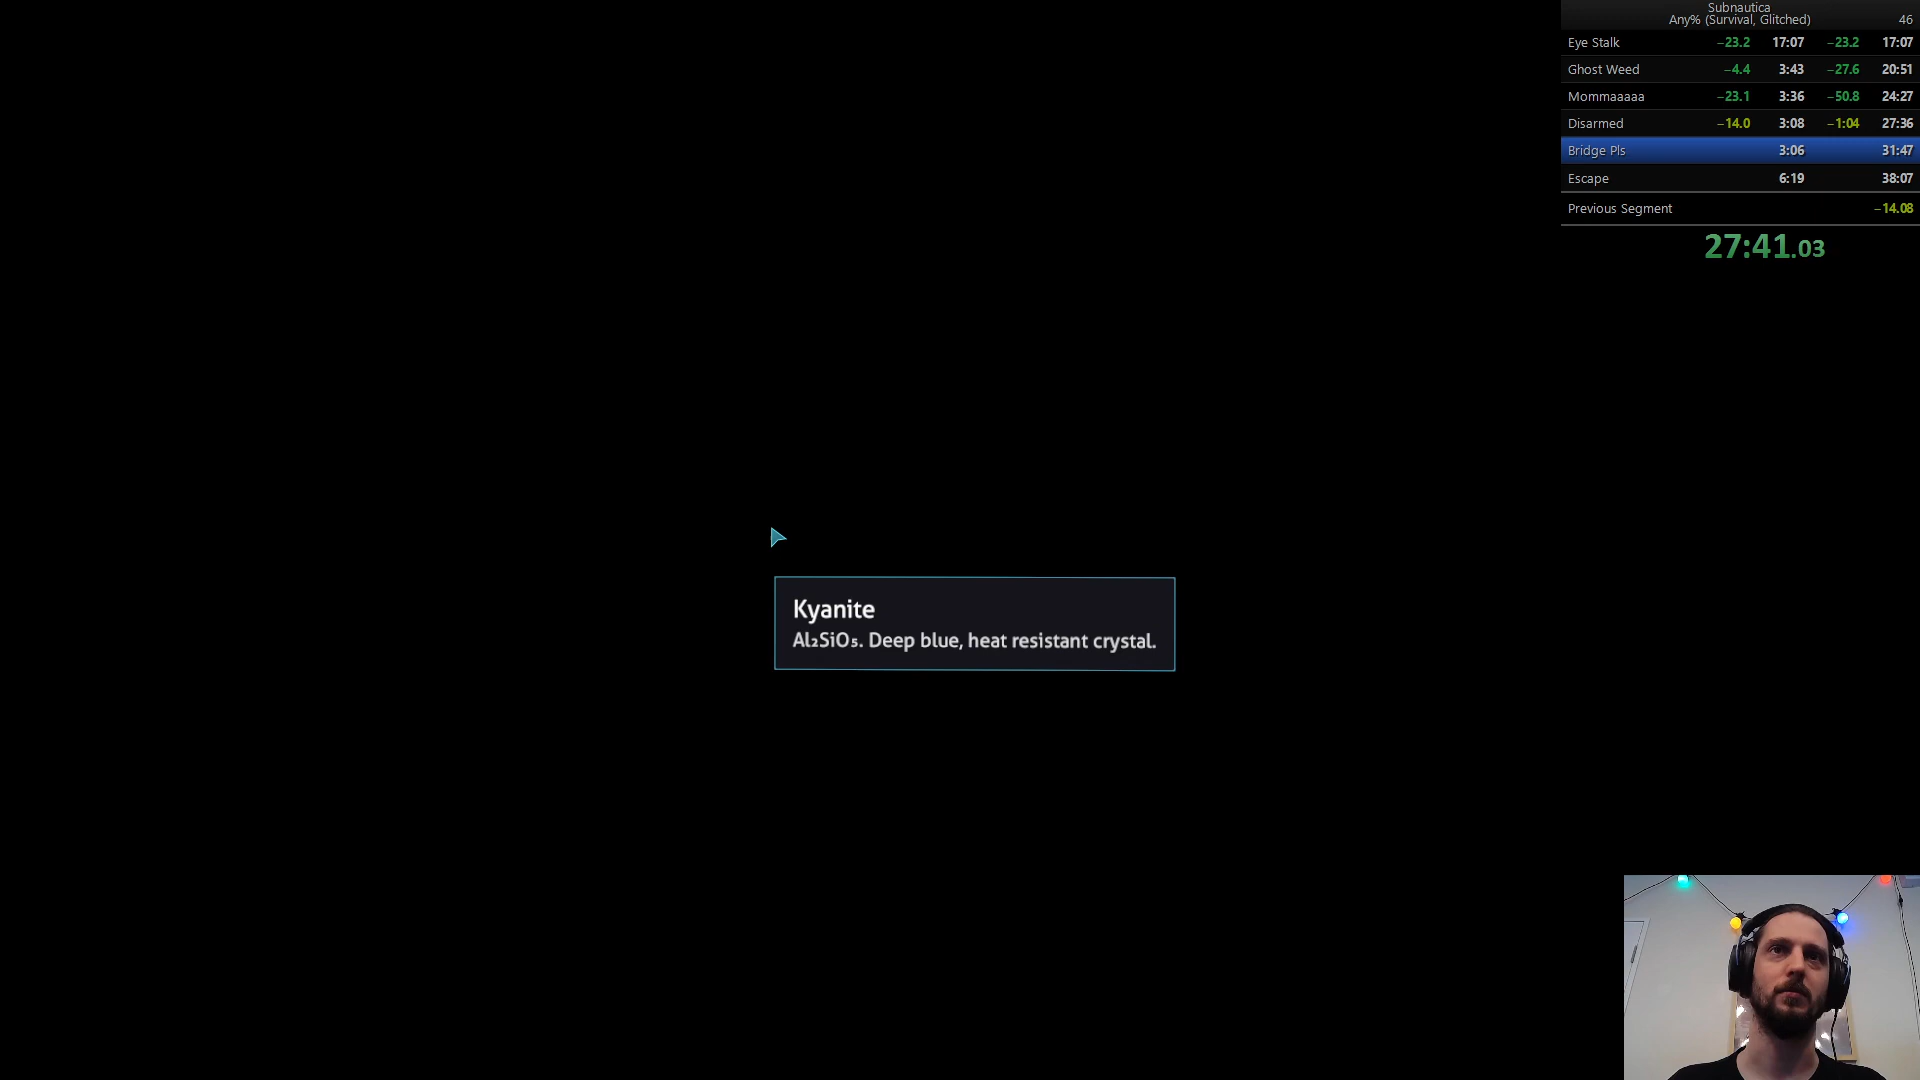 Subnautica
Any% (Survival, Glitched) 46
Eye Stalk −23.2 17:07 −23.2 17:07
Ghost Weed −4.4 3:43 −27.6 20:51
Mommaaaaa −23.1 3:36 −50.8 24:27
Disarmed −14.0 3:08 −1:04 27:36
Bridge Pls 3:06 31:47
Escape 6:19 38:07
Previous Segment −14.08
27:41.03
Kyanite
Al₂SiO₅. Deep blue, heat resistant crystal.